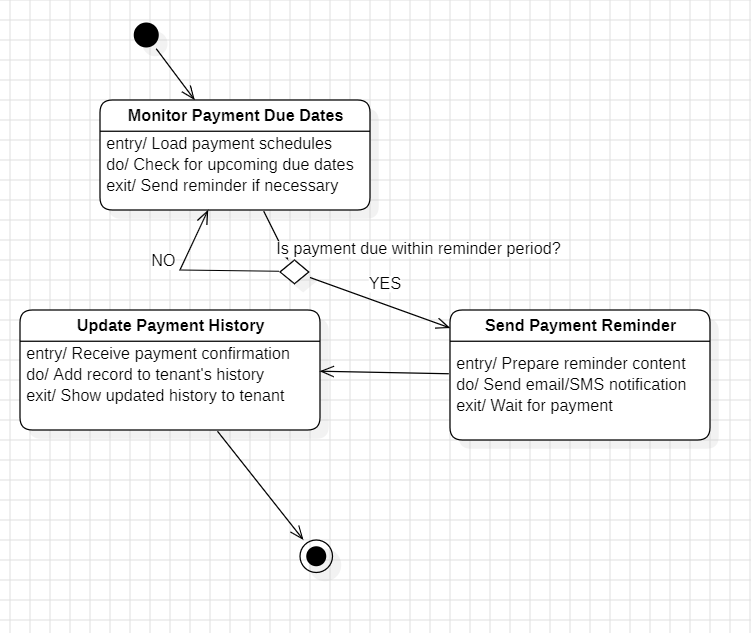 Monitor Payment Due Dates
entry/ Load payment schedules
do/ Check for upcoming due dates
exit/ Send reminder if necessary
Is payment due within reminder period?
NO
YES
Update Payment History
entry/ Receive payment confirmation
do/ Add record to tenant's history
exit/ Show updated history to tenant
Send Payment Reminder
entry/ Prepare reminder content
do/ Send email/SMS notification
exit/ Wait for payment